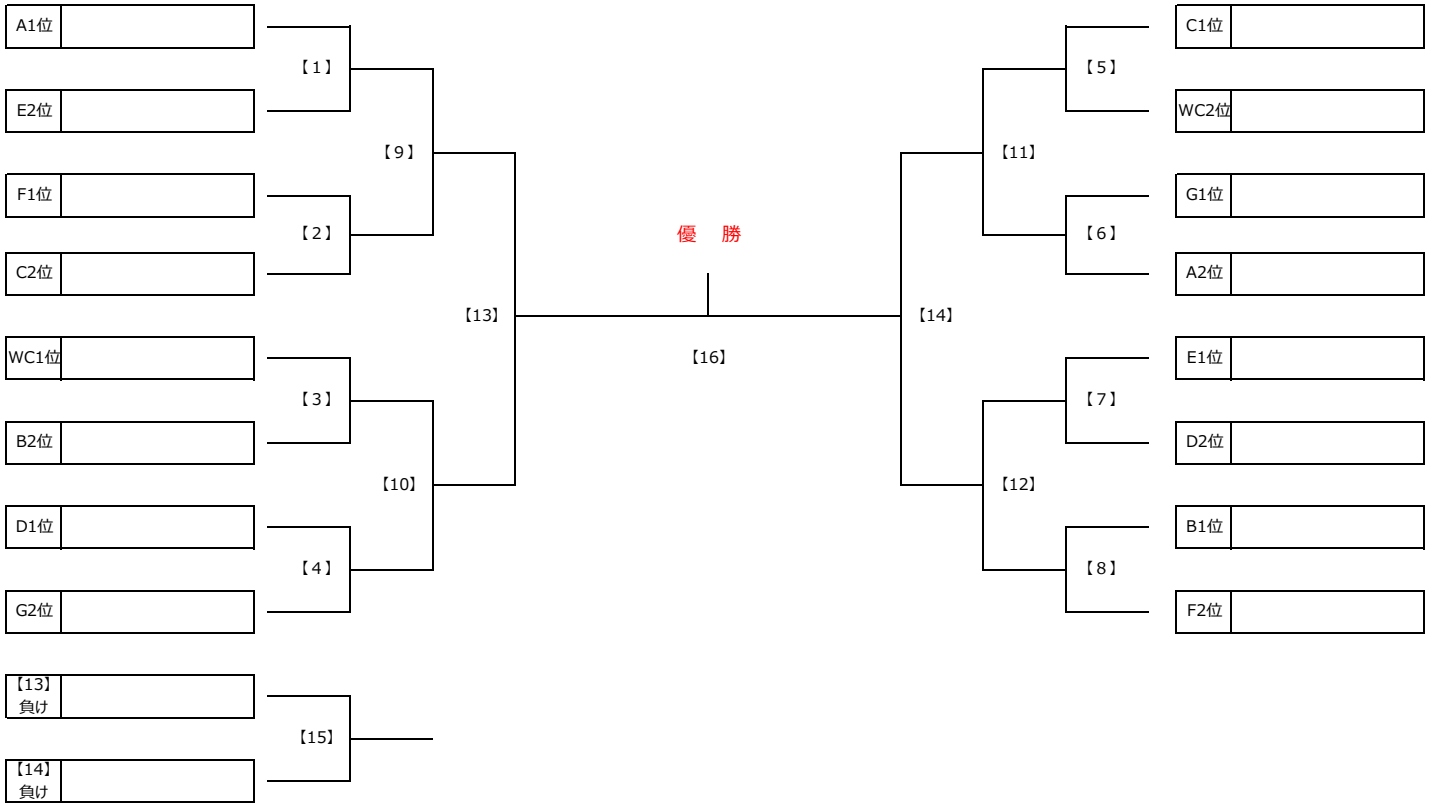 A1位
C1位
【1】
【5】
E2位
WC2位
【9】
【11】
F1位
G1位
【2】
優 勝
【6】
C2位
A2位
【13】
【14】
WC1位
【16】
E1位
【3】
【7】
B2位
D2位
【10】
【12】
D1位
B1位
【4】
【8】
G2位
F2位
【13】
負け
【15】
【14】
負け